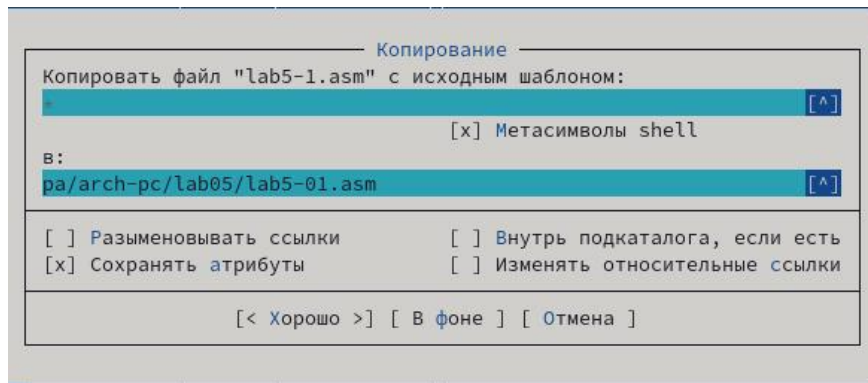 Копирование
Копировать файл "lab5-1.asm" с исходным шаблоном:
* [^]
[x] Метасимволы shell
в:
pa/arch-pc/lab05/lab5-01.asm [^]
[ ] Разыменовывать ссылки [ ] Внутрь подкаталога, если есть
[x] Сохранять атрибуты [ ] Изменять относительные ссылки
[< Хорошо >] [ В фоне ] [ Отмена ]